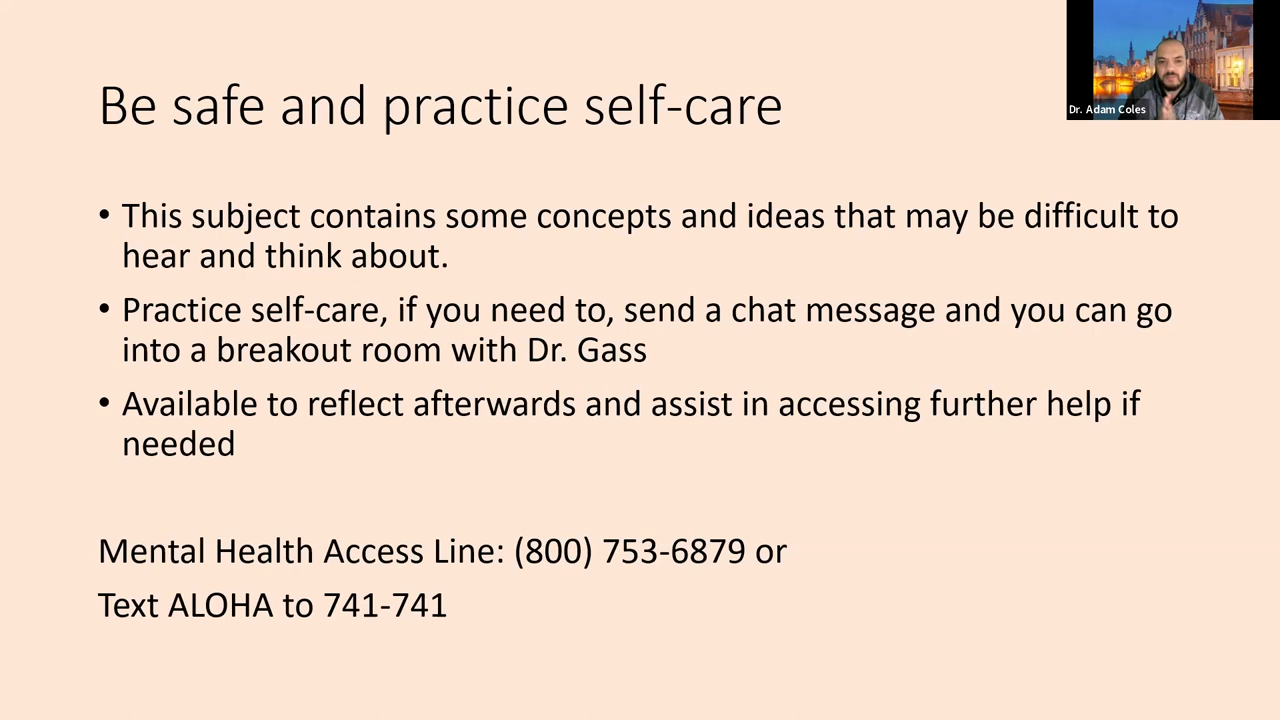 Be safe and practice self-care
Dr. Adam Coles
• This subject contains some concepts and ideas that may be difficult to
hear and think about.
• Practice self-care, if you need to, send a chat message and you can go
into a breakout room with Dr. Gass
• Available to reflect afterwards and assist in accessing further help if
needed
Mental Health Access Line: (800) 753-6879 or
Text ALOHA to 741-741